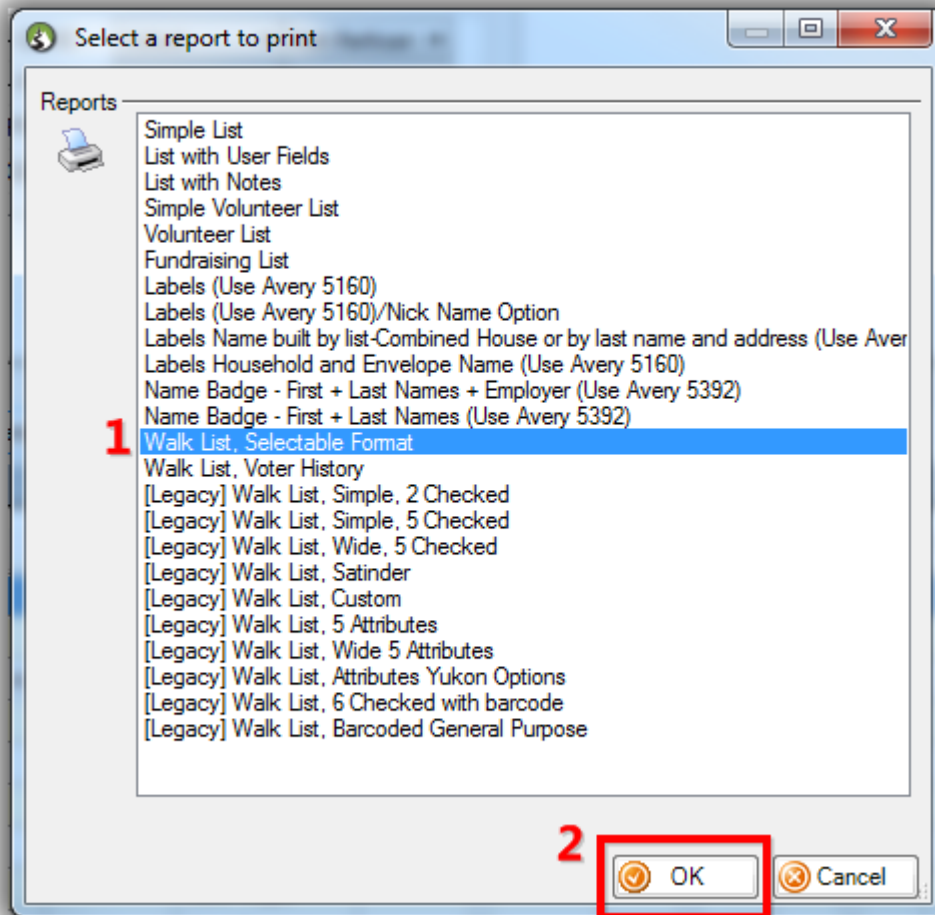 Select a report to print
Reports
Simple List
List with User Fields
List with Notes
Simple Volunteer List
Volunteer List
Fundraising List
Labels (Use Avery 5160)
Labels (Use Avery 5160)/Nick Name Option
Labels Name built by list-Combined House or by last name and address (Use Aver
Labels Household and Envelope Name (Use Avery 5160)
Name Badge - First + Last Names + Employer (Use Avery 5392)
Name Badge - First + Last Names (Use Avery 5392)
1 Walk List, Selectable Format
Walk List, Voter History
[Legacy] Walk List, Simple, 2 Checked
[Legacy] Walk List, Simple, 5 Checked
[Legacy] Walk List, Wide, 5 Checked
[Legacy] Walk List, Satinder
[Legacy] Walk List, Custom
[Legacy] Walk List, 5 Attributes
[Legacy] Walk List, Wide 5 Attributes
[Legacy] Walk List, Attributes Yukon Options
[Legacy] Walk List, 6 Checked with barcode
[Legacy] Walk List, Barcoded General Purpose
2
OK Cancel